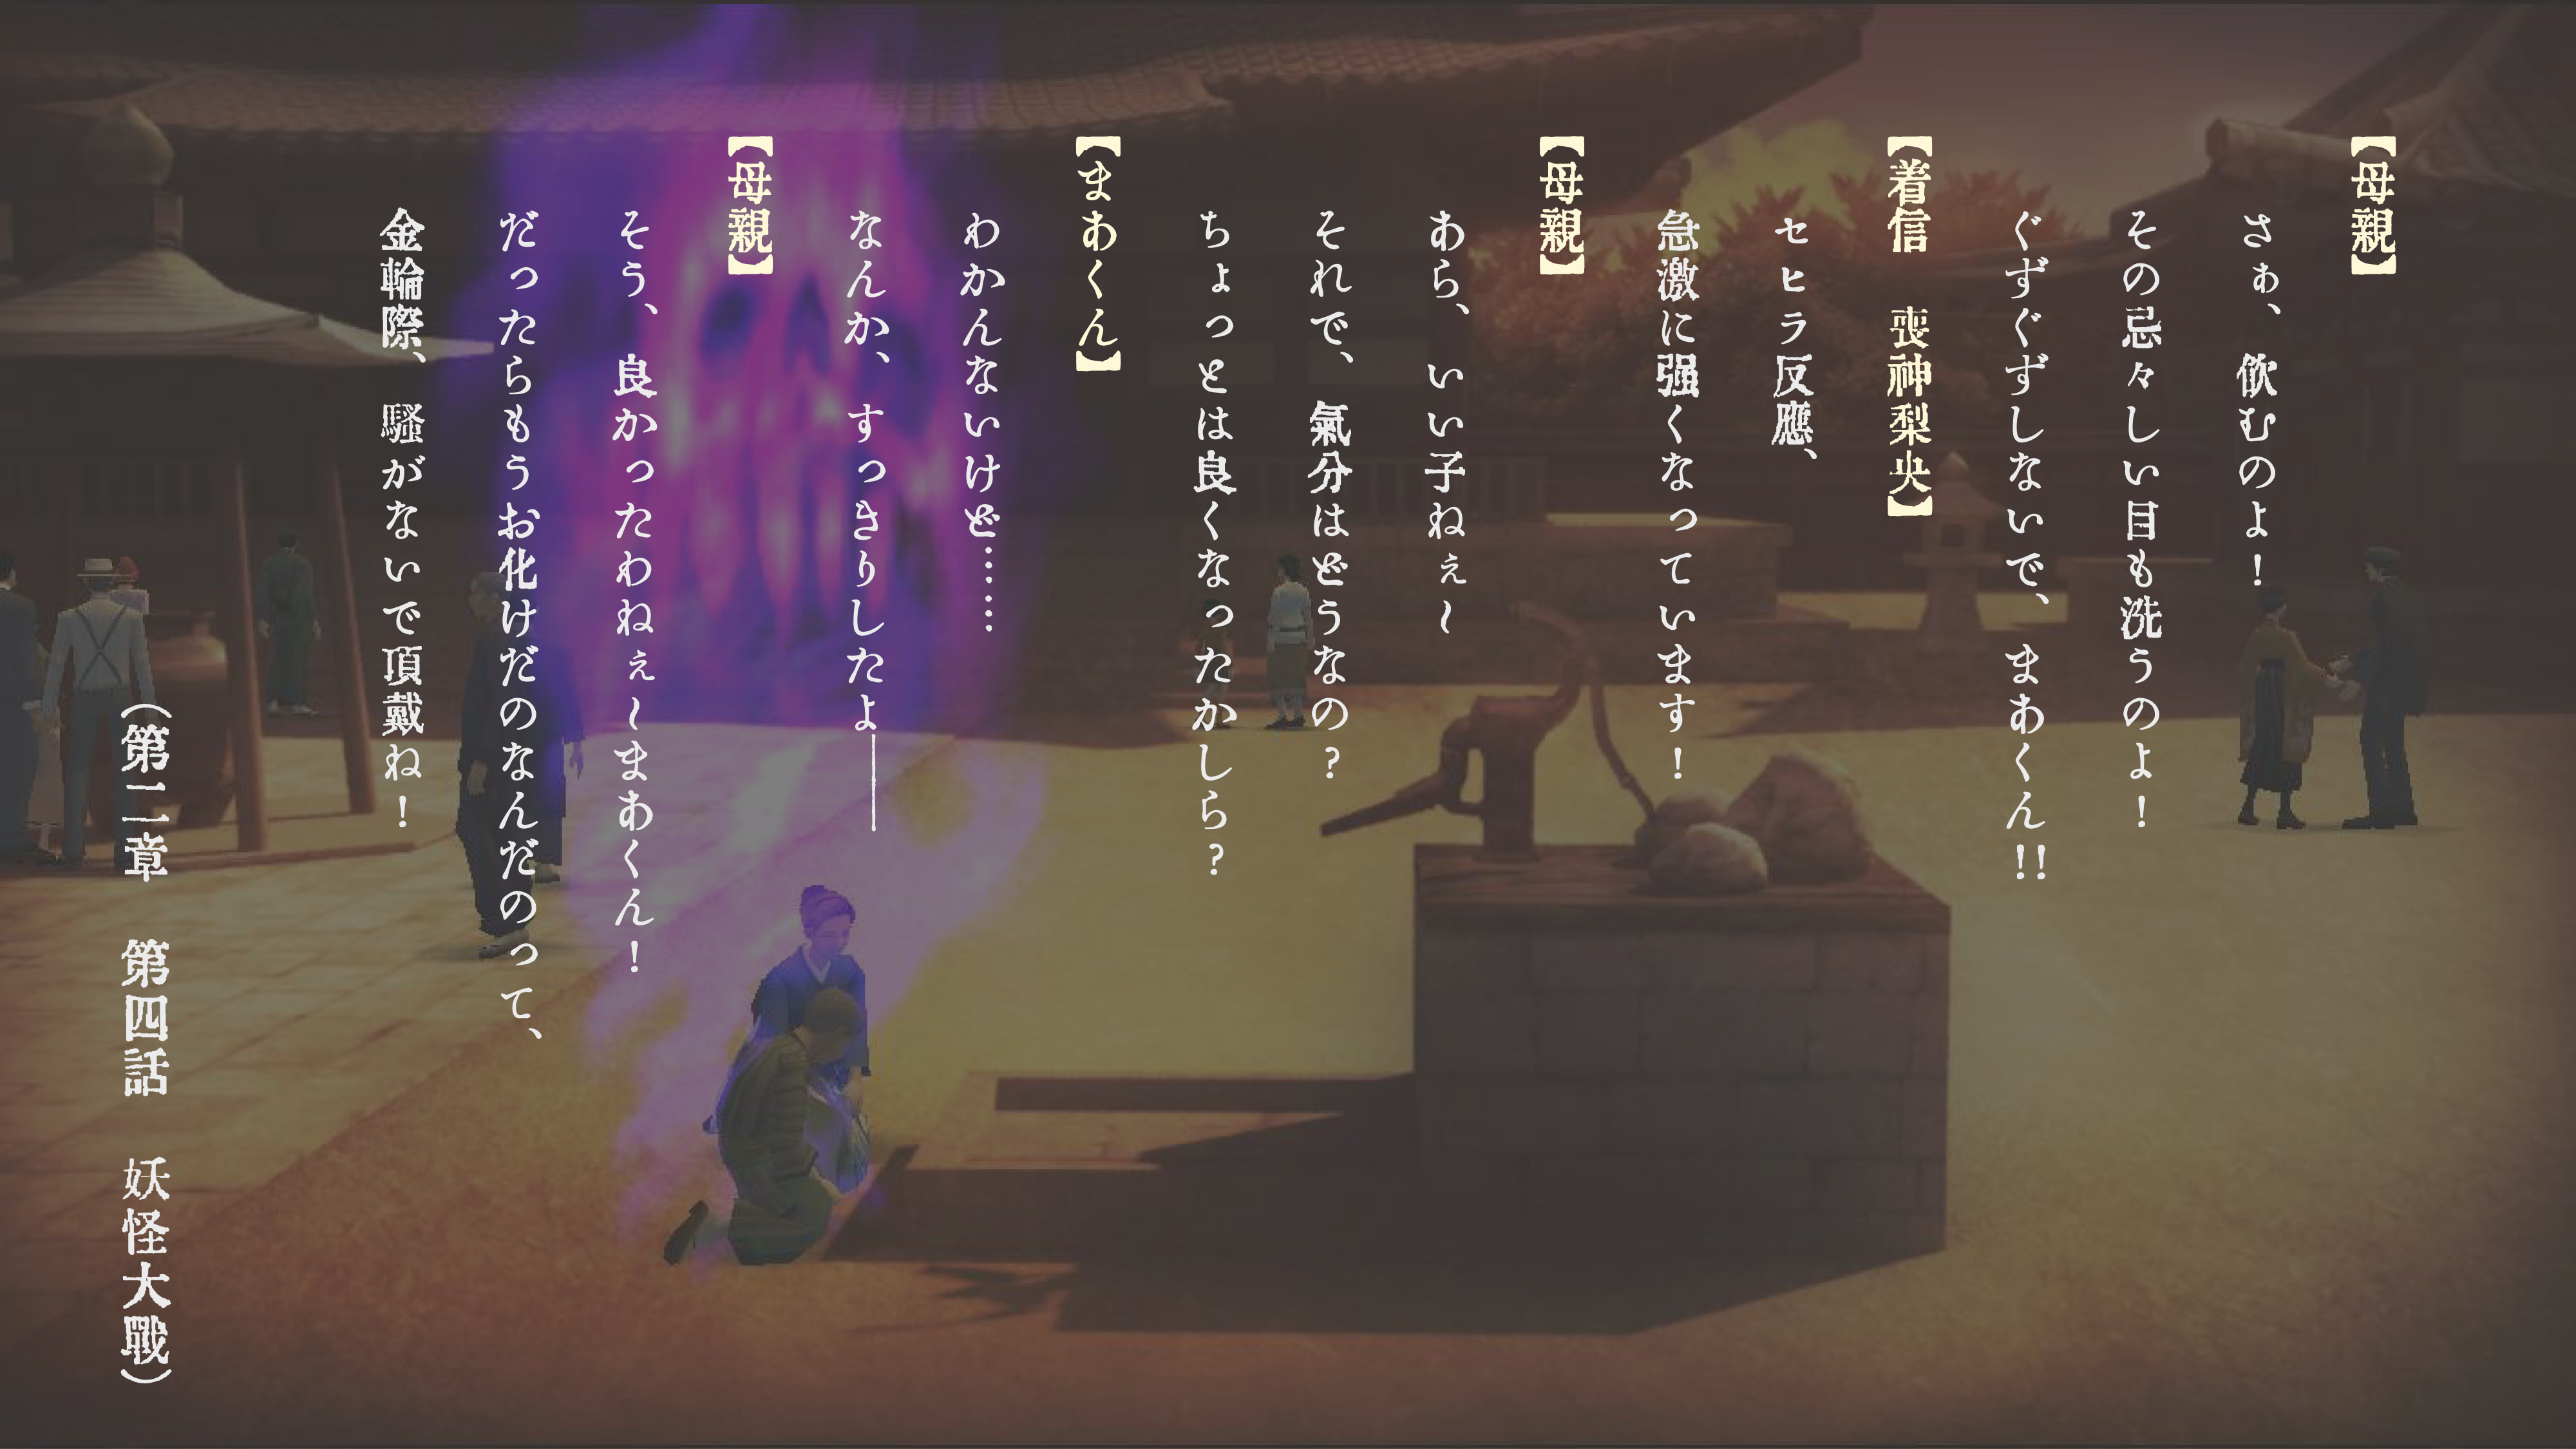 【母親】
さぁ、飲むのよ！
その忌々しい目も洗うのよ！
ぐずぐずしないで、まあくん!!
【着信　喪神梨央】
セヒラ反應、
急激に强くなっています！
【母親】
あら、いい子ねぇ〜
それで、氣分はどうなの？
ちょっとは良くなったかしら？
【まあくん】
わかんないけど……
なんか、すっきりしたよ――
【母親】
そう、良かったわねぇ〜まあくん！
だったらもうお化けだのなんだのって、
金輪際、騒がないで頂戴ね！
（第二章　第四話　妖怪大戰）